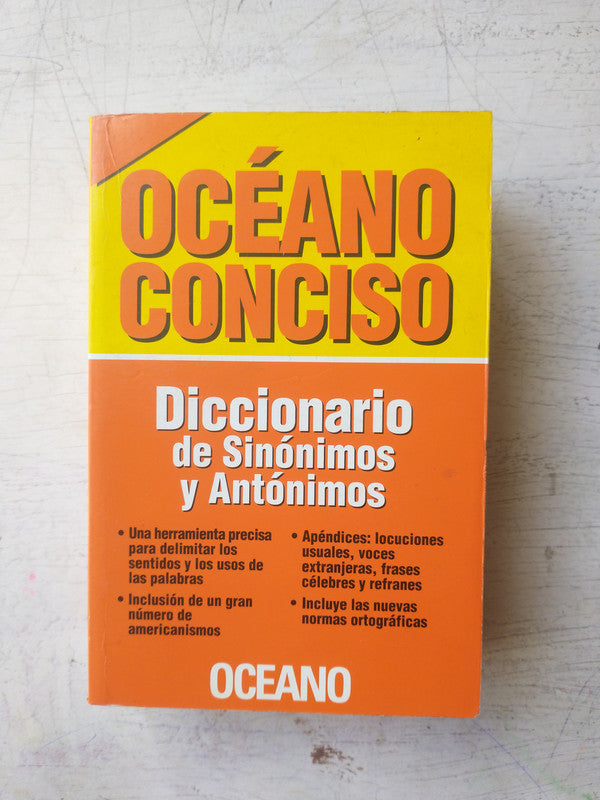 OCÉANO
CONCISO
Diccionario
de Sinónimos
y Antónimos
• Una herramienta precisa
para delimitar los
sentidos y los usos de
las palabras
• Inclusión de un gran
número de
americanismos
• Apéndices: locuciones
usuales, voces
extranjeras, frases
célebres y refranes
• Incluye las nuevas
normas ortográficas
OCEANO